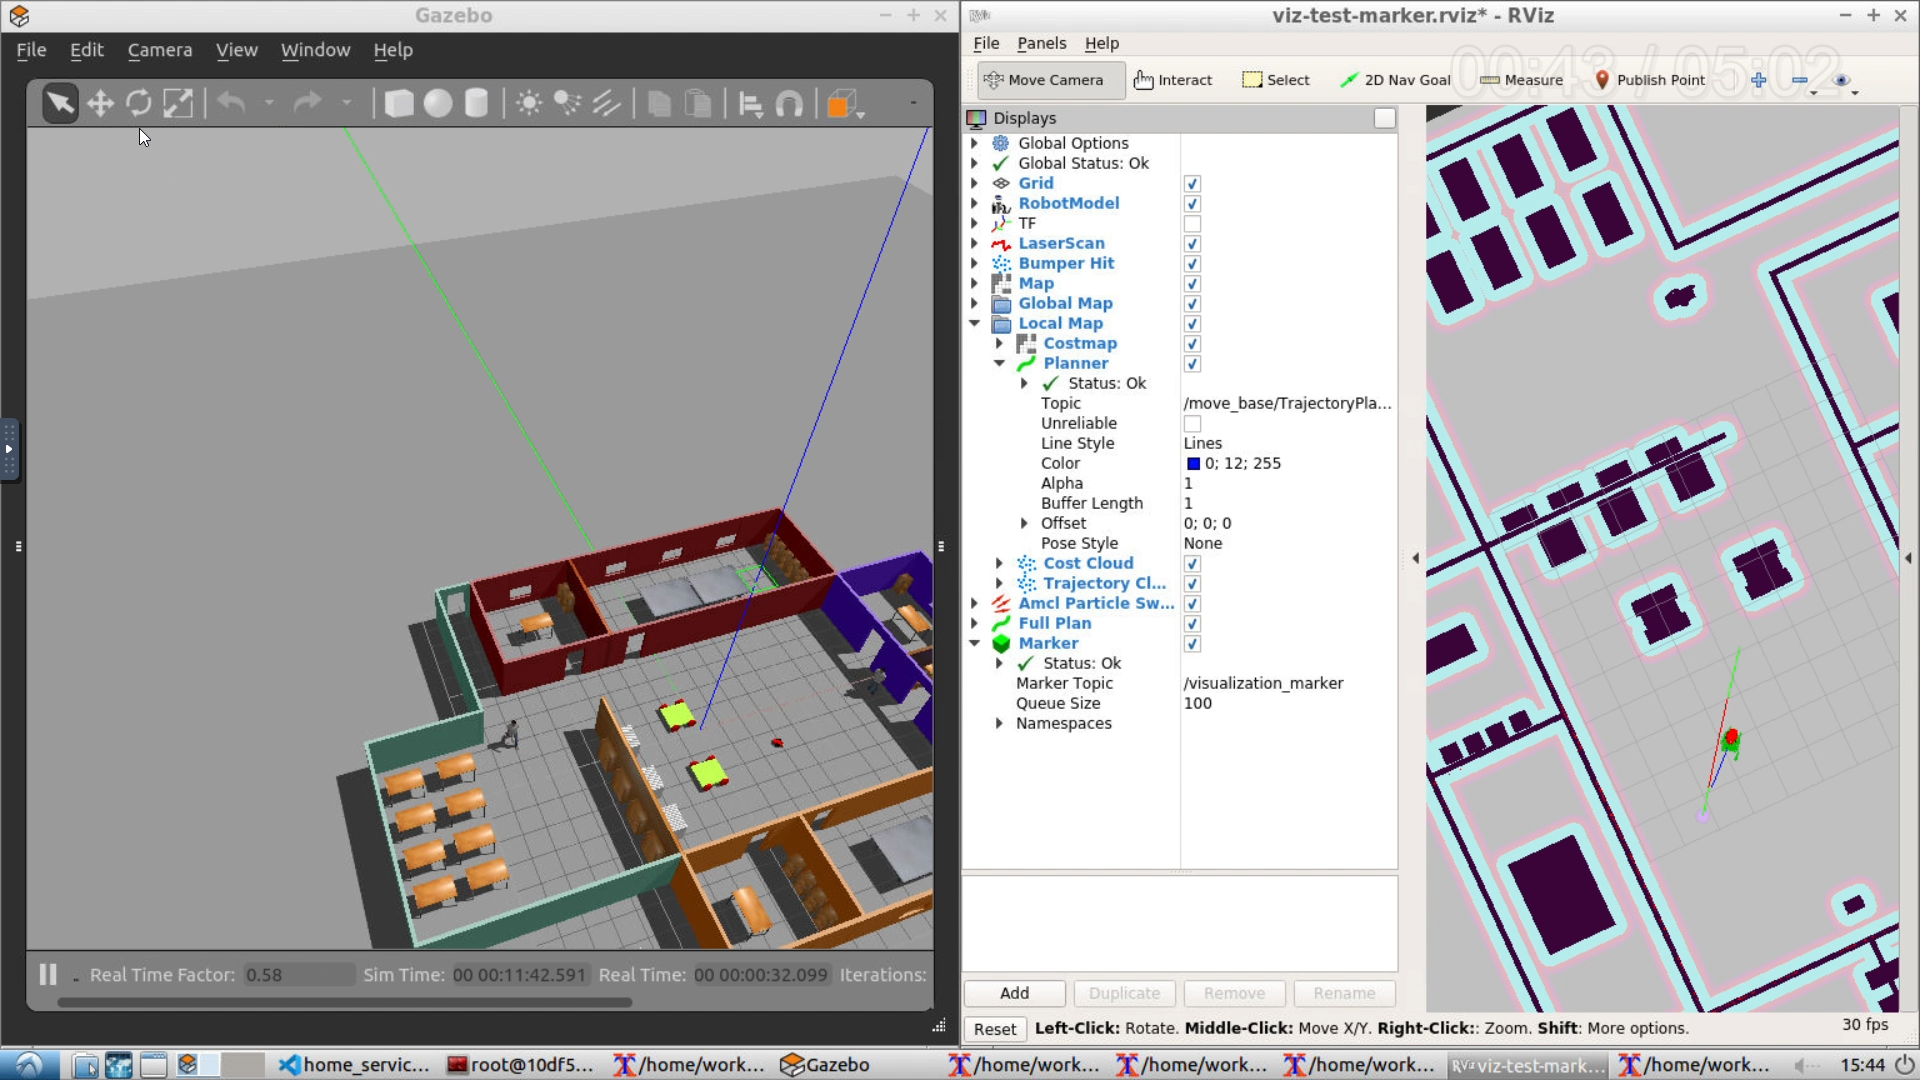 Gazebo
File Edit Camera View Window Help
Real Time Factor: 0.58 Sim Time: 00 00:11:42.591 Real Time: 00 00:00:32.099 Iterations:
viz-test-marker.rviz* - RViz
File Panels Help
00:43 / 05:02
Move Camera Interact Select 2D Nav Goal Measure Publish Point
Displays
Global Options
Global Status: Ok
Grid
RobotModel
TF
LaserScan
Bumper Hit
Map
Global Map
Local Map
Costmap
Planner
Status: Ok
Topic /move_base/TrajectoryPla...
Unreliable
Line Style Lines
Color 0; 12; 255
Alpha 1
Buffer Length 1
Offset 0; 0; 0
Pose Style None
Cost Cloud
Trajectory Cl...
Amcl Particle Sw...
Full Plan
Marker
Status: Ok
Marker Topic /visualization_marker
Queue Size 100
Namespaces
Add Duplicate Remove Rename
Reset Left-Click: Rotate. Middle-Click: Move X/Y. Right-Click:: Zoom. Shift: More options. 30 fps
home_servic... root@10df5... /home/work... Gazebo /home/work... /home/work... /home/work... RViz viz-test-mark... /home/work... 15:44